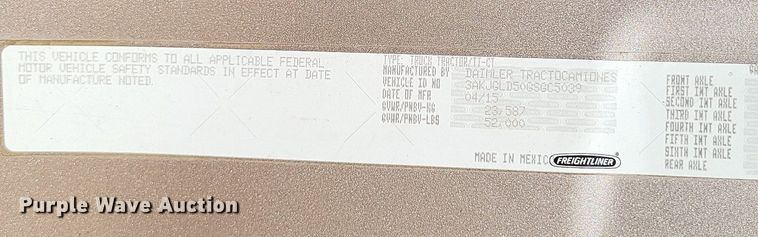 THIS VEHICLE CONFORMS TO ALL APPLICABLE FEDERAL
MOTOR VEHICLE SAFETY STANDARDS IN EFFECT AT DATE
OF MANUFACTURE NOTED.
TYPE: TRUCK TRACTOR/TI-CT
MANUFACTURED BY DAIMLER TRACTOCAMIONES
VEHICLE ID NO 3AKJGLD50GSGC5039
DATE OF MFR 04/15
GVWR/PNBV-KG 23,587
GVWR/PNBV-LBS 52,000
MADE IN MEXICO
FREIGHTLINER
FRONT AXLE
FIRST INT AXLE
SECOND INT AXLE
THIRD INT AXLE
FOURTH INT AXLE
FIFTH INT AXLE
SIXTH INT AXLE
REAR AXLE
Purple Wave Auction